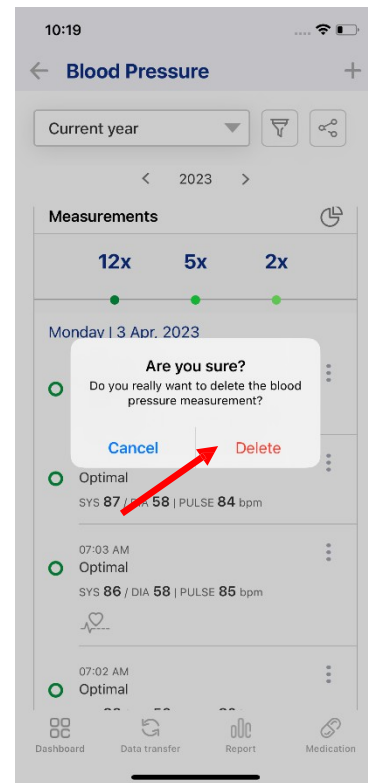 10:19
Blood Pressure
Current year
2023
Measurements
12x 5x 2x
Monday | 3 Apr. 2023
Are you sure?
Do you really want to delete the blood
pressure measurement?
Cancel Delete
Optimal
SYS 87 / DIA 58 | PULSE 84 bpm
07:03 AM
Optimal
SYS 86 / DIA 58 | PULSE 85 bpm
07:02 AM
Optimal
Dashboard Data transfer Report Medication